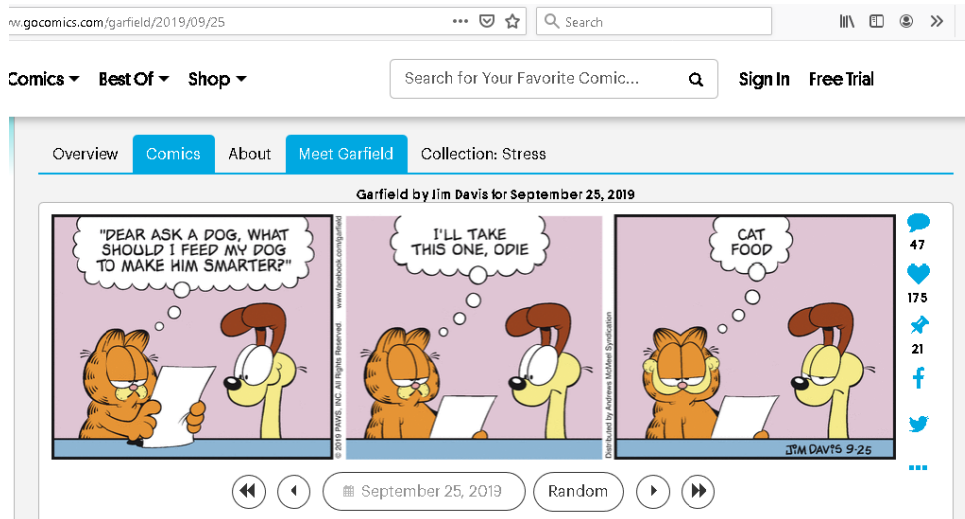 w.gocomics.com/garfield/2019/09/25
Search
Comics Best Of Shop
Search for Your Favorite Comic...
Sign In Free Trial
Overview Comics About Meet Garfield Collection: Stress
Garfield by Jim Davis for September 25, 2019
"DEAR ASK A DOG, WHAT
SHOULD I FEED MY DOG
TO MAKE HIM SMARTER?"
© 2019 PAWS, INC. All Rights Reserved. www.facebook.com/garfield
I'LL TAKE
THIS ONE, ODIE
Distributed by Andrews McMeel Syndication
CAT
FOOD
JIM DAVIS 9-25
47
175
21
September 25, 2019
Random